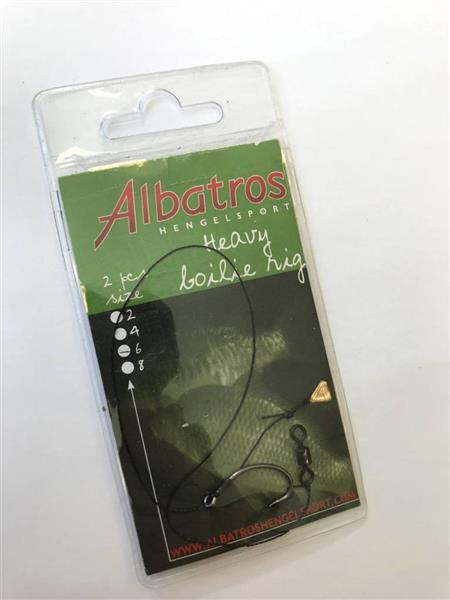 Albatros
HENGELSPORT
Heavy
boilie rig
2 pcs
size
2
4
6
8
WWW.ALBATROSHENGELSPORT.COM